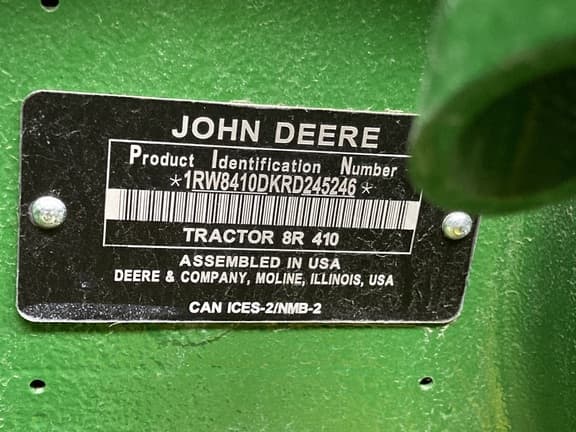 JOHN DEERE
Product Identification Number
*1RW8410DKRD245246*
TRACTOR 8R 410
ASSEMBLED IN USA
DEERE & COMPANY, MOLINE, ILLINOIS, USA
CAN ICES-2/NMB-2